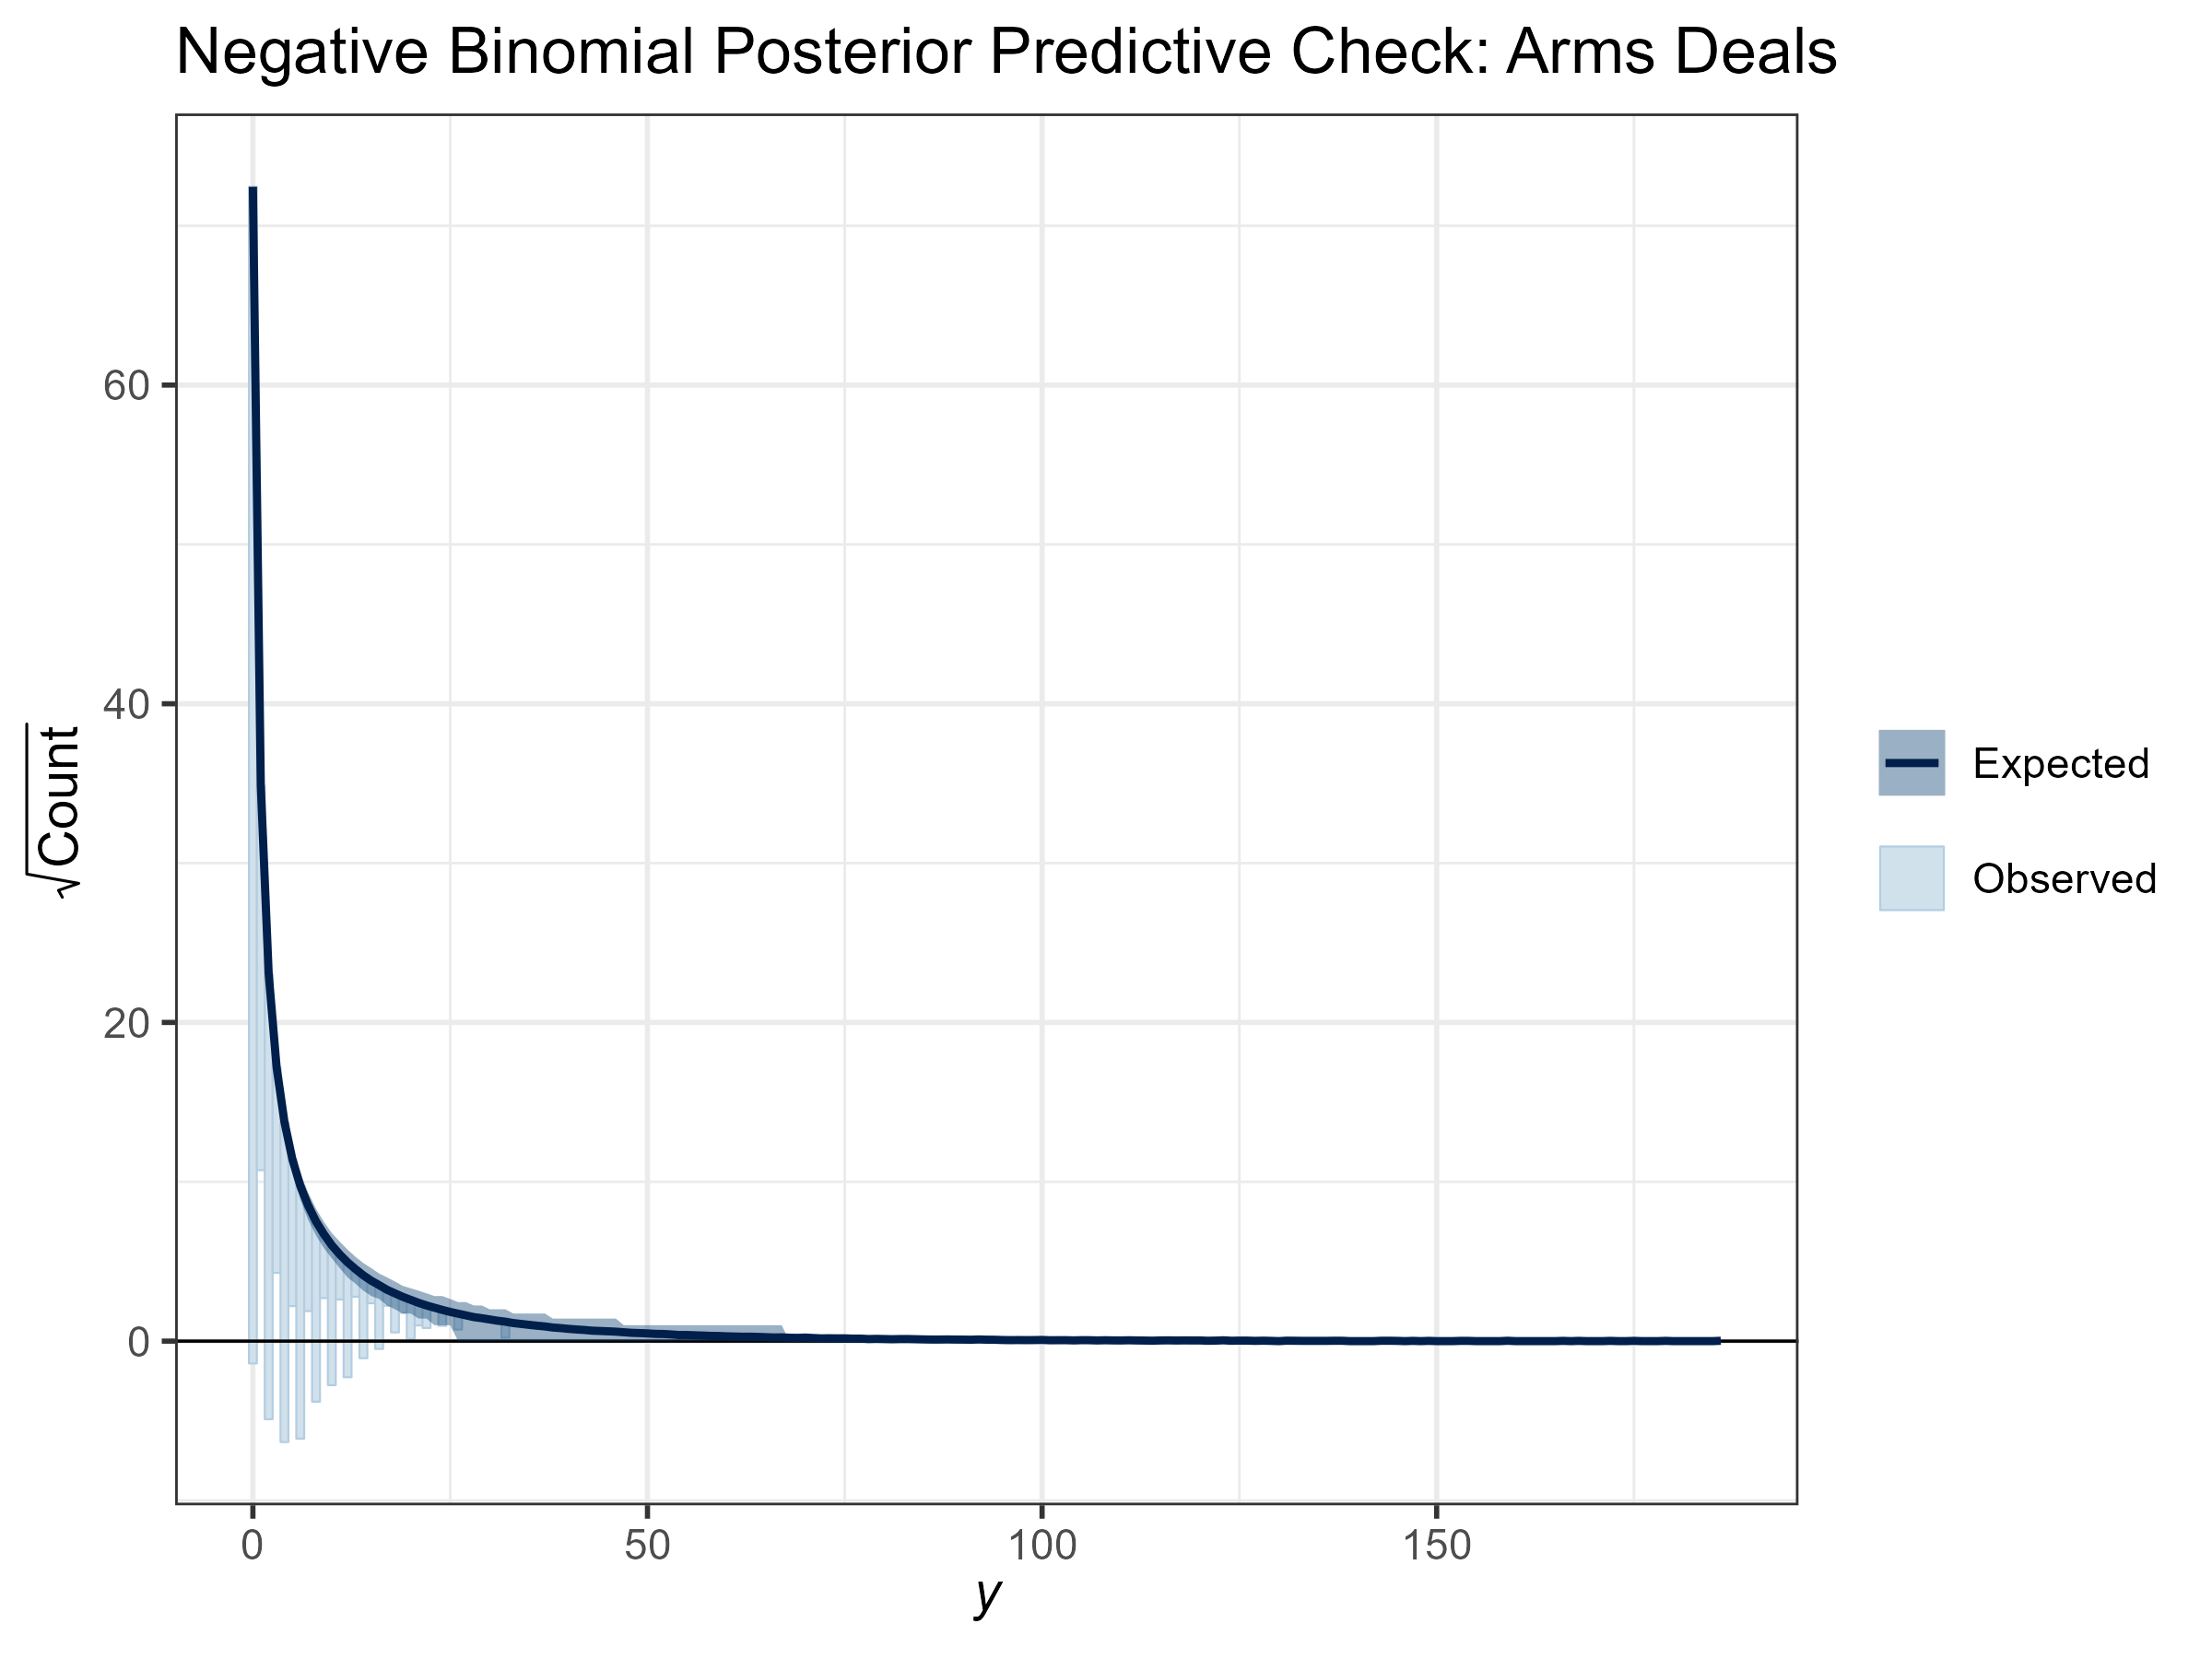 Negative Binomial Posterior Predictive Check: Arms Deals
60
40
20
0
√Count
0 50 100 150
y
Expected
Observed